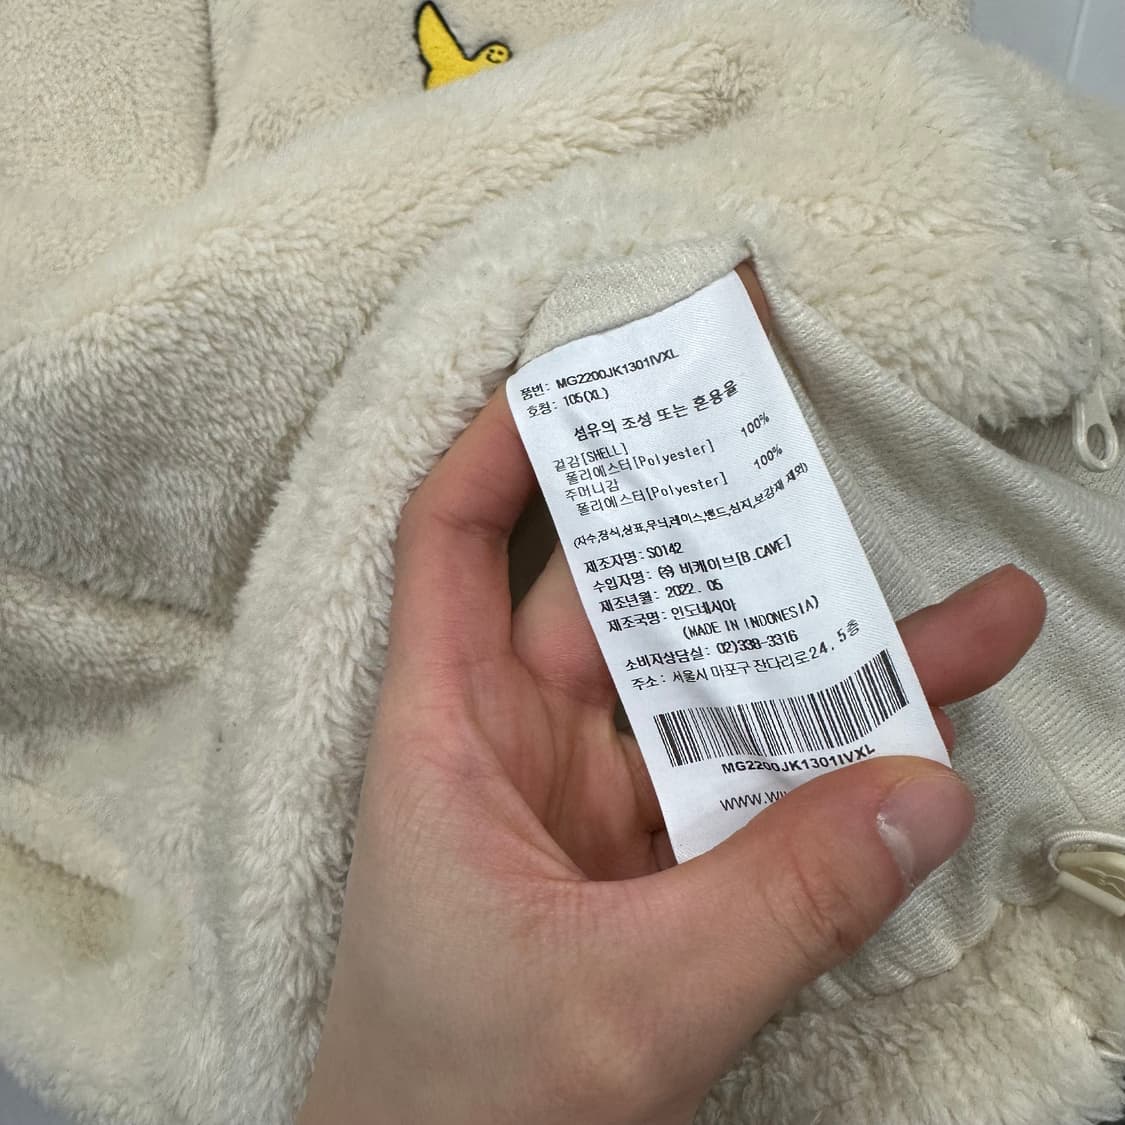 품번: MG2200JK1301IVXL
호칭: 105(XL)
섬유의 조성 또는 혼용율
겉감[SHELL]
폴리에스터[Polyester] 100%
주머니감
폴리에스터[Polyester] 100%
(자수,장식,상표,무늬,레이스,밴드,심지,보강재 제외)
제조자명: S0142
수입자명: ㈜ 비케이브[B.CAVE]
제조년월: 2022. 05
제조국명: 인도네시아
(MADE IN INDONESIA)
소비자상담실: 02)338-3316
주소: 서울시 마포구 잔다리로24, 5층
MG2200JK1301IVXL